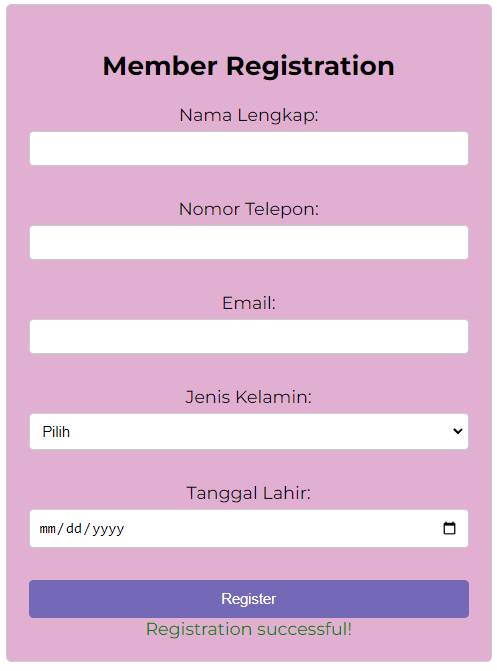 Member Registration
Nama Lengkap:
Nomor Telepon:
Email:
Jenis Kelamin:
Pilih
Tanggal Lahir:
mm/dd/yyyy
Register
Registration successful!